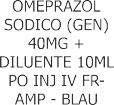 OMEPRAZOL
SODICO (GEN)
40MG +
DILUENTE 10ML
PO INJ IV FR-
AMP - BLAU